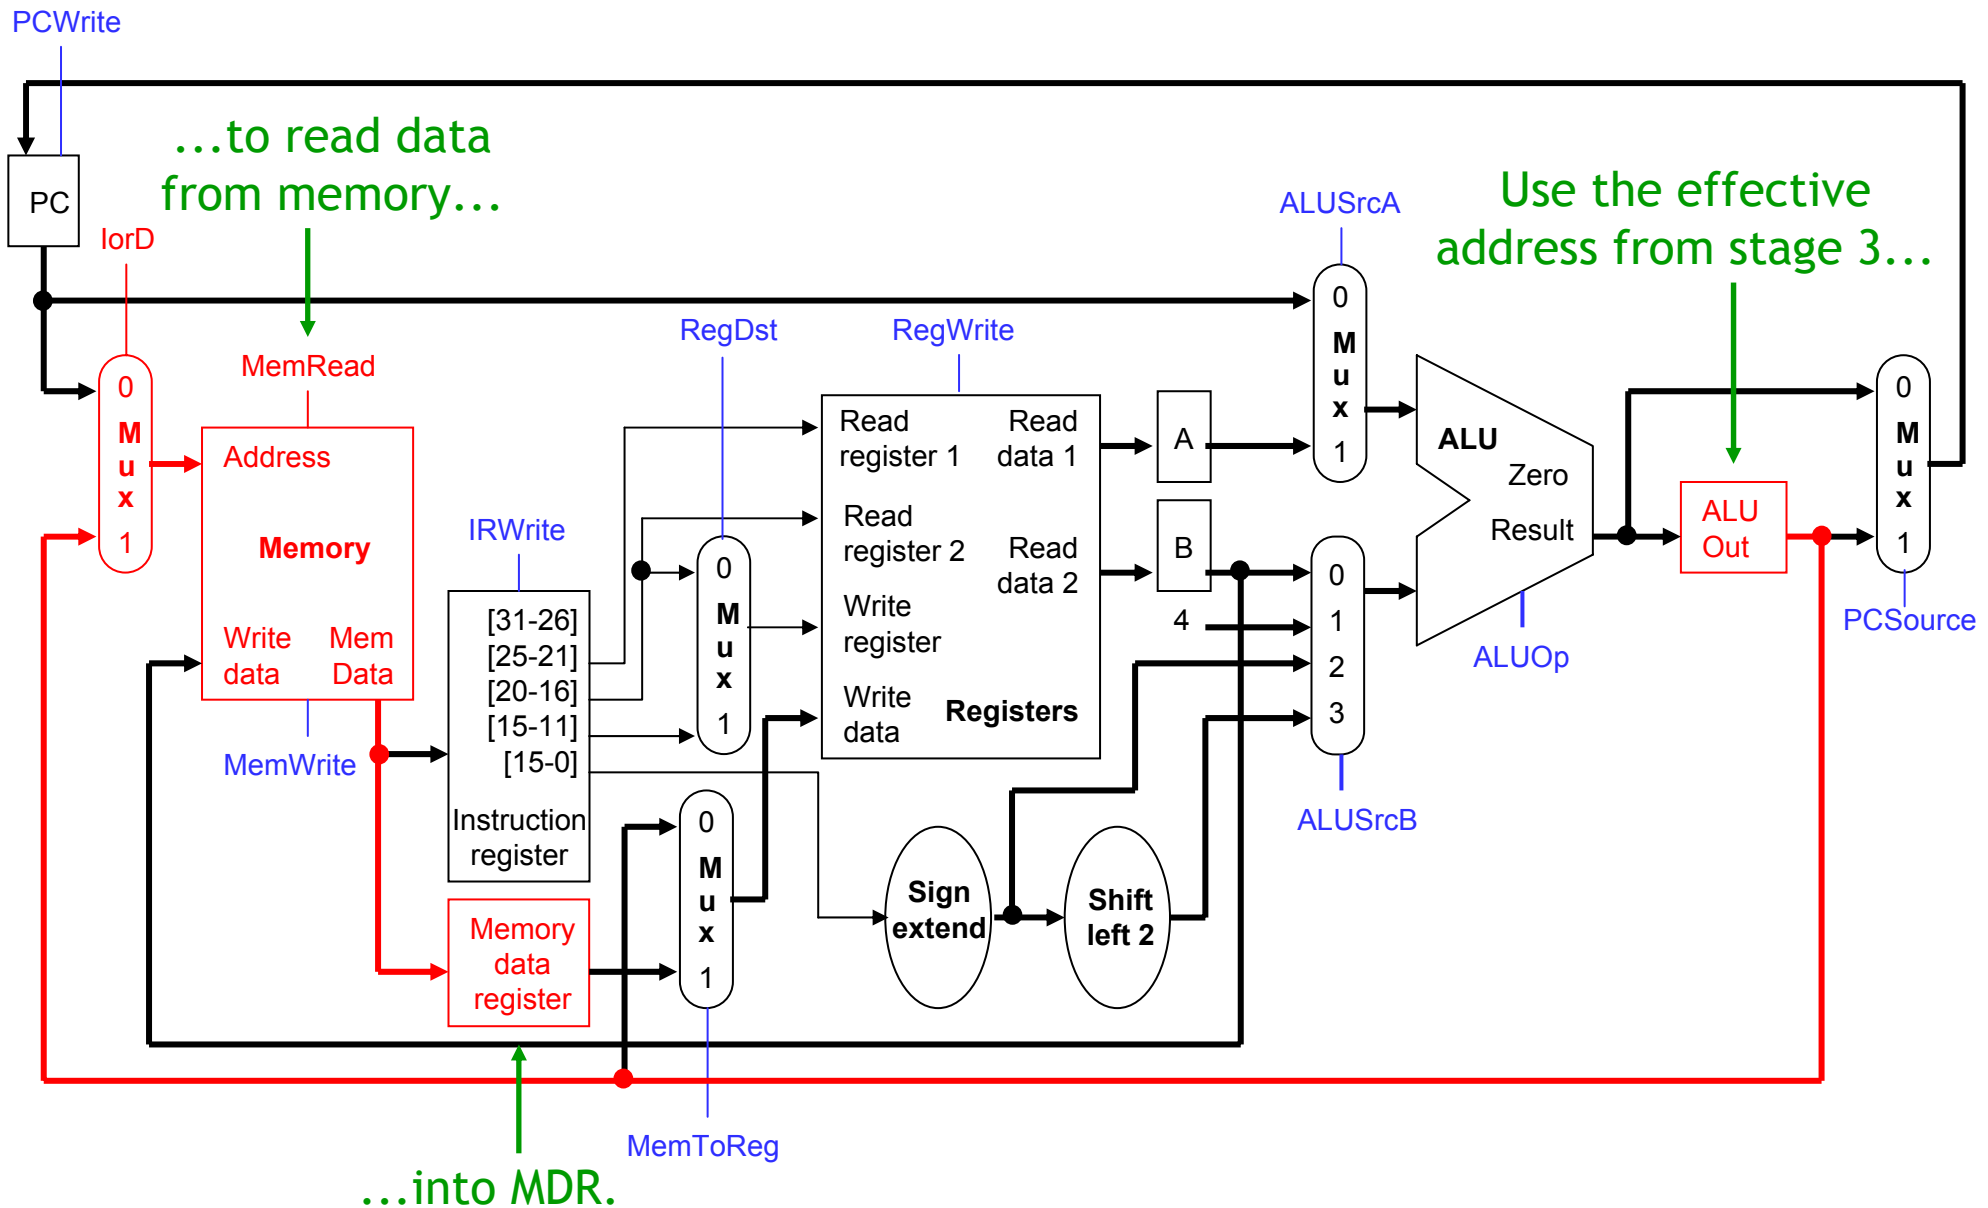 PCWrite
...to read data
from memory...
PC
IorD
ALUSrcA
Use the effective
address from stage 3...
MemRead
RegDst
RegWrite
0
M
u
x
1
Address
Memory
Write
data
Mem
Data
MemWrite
IRWrite
[31-26]
[25-21]
[20-16]
[15-11]
[15-0]
Instruction
register
Memory
data
register
0
M
u
x
1
0
M
u
x
1
MemToReg
Read
register 1
Read
data 1
Read
register 2
Read
data 2
Write
register
Write
data
Registers
A
B
4
Sign
extend
Shift
left 2
0
M
u
x
1
0
1
2
3
ALUSrcB
ALU
Zero
Result
ALUOp
ALU
Out
0
M
u
x
1
PCSource
...into MDR.